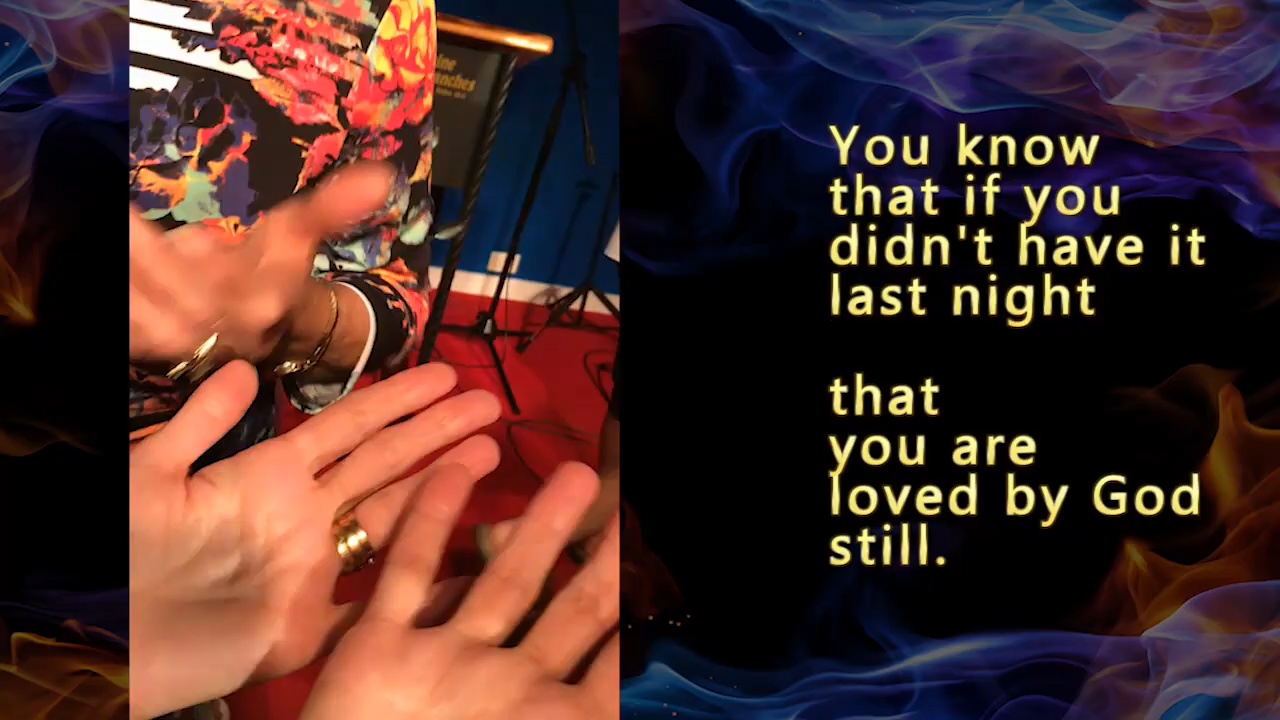 You know
that if you
didn't have it
last night
that
you are
loved by God
still.